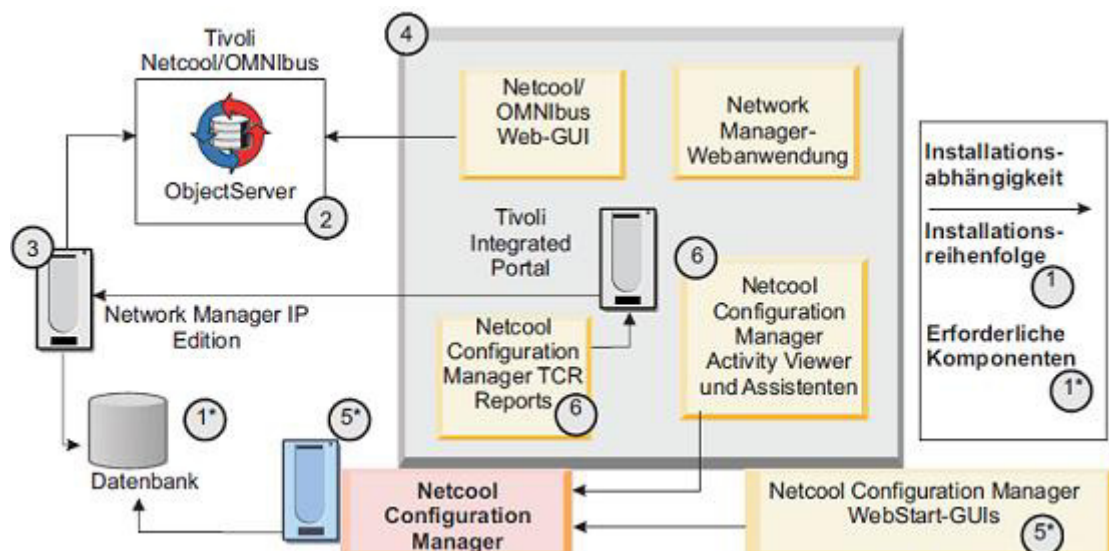 Tivoli
Netcool/OMNIbus
ObjectServer
2
3
Network Manager IP
Edition
1*
Datenbank
4
Netcool/
OMNIbus
Web-GUI
Network
Manager-
Webanwendung
Tivoli
Integrated
Portal
6
Netcool
Configuration
Manager TCR
Reports
6
Netcool
Configuration
Manager
Activity Viewer
und Assistenten
5*
Netcool
Configuration
Manager
Netcool Configuration Manager
WebStart-GUIs
5*
Installations-
abhängigkeit
Installations-
reihenfolge
1
Erforderliche
Komponenten
1*